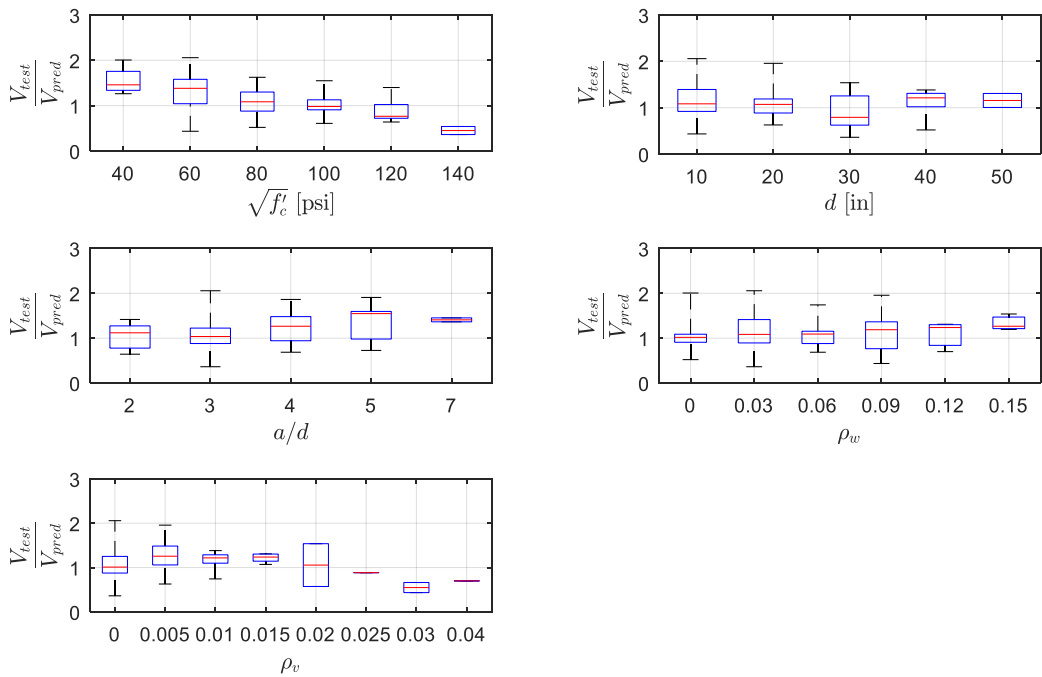 3
2
1
0
V_test / V_pred
40 60 80 100 120 140
√f′c [psi]
3
2
1
0
V_test / V_pred
10 20 30 40 50
d [in]
3
2
1
0
V_test / V_pred
2 3 4 5 7
a/d
3
2
1
0
V_test / V_pred
0 0.03 0.06 0.09 0.12 0.15
ρ_w
3
2
1
0
V_test / V_pred
0 0.005 0.01 0.015 0.02 0.025 0.03 0.04
ρ_v